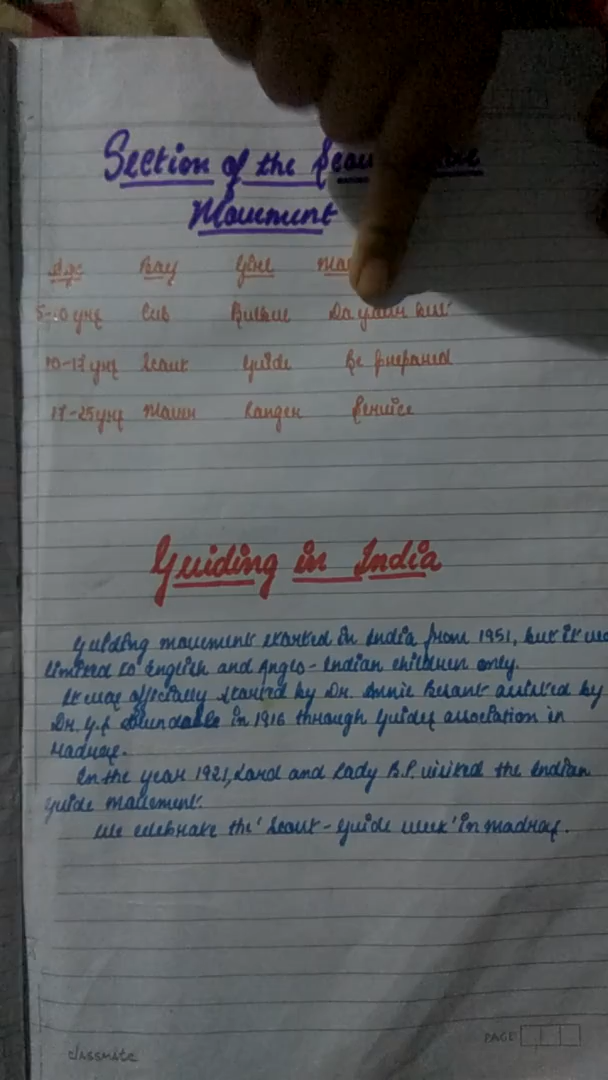 Section of the
Movement
Age Boy Girl
yrs Cub Bulbul Do your best
10-17 yrs Scout Guide Be prepared
17-25 yrs Ranger Service
Guiding in India
Guiding movement started in India from 1951, but it was
limited to English and Anglo-Indian children only.
It was officially started by Dr. Annie Besant assisted by
Dr. in 1916 through guides association in
Madras.
In the year 1921, Lord and Lady B.P. visited the Indian
guide movement.
We celebrate the 'Scout-Guide week' in Madras.
PAGE
classmate